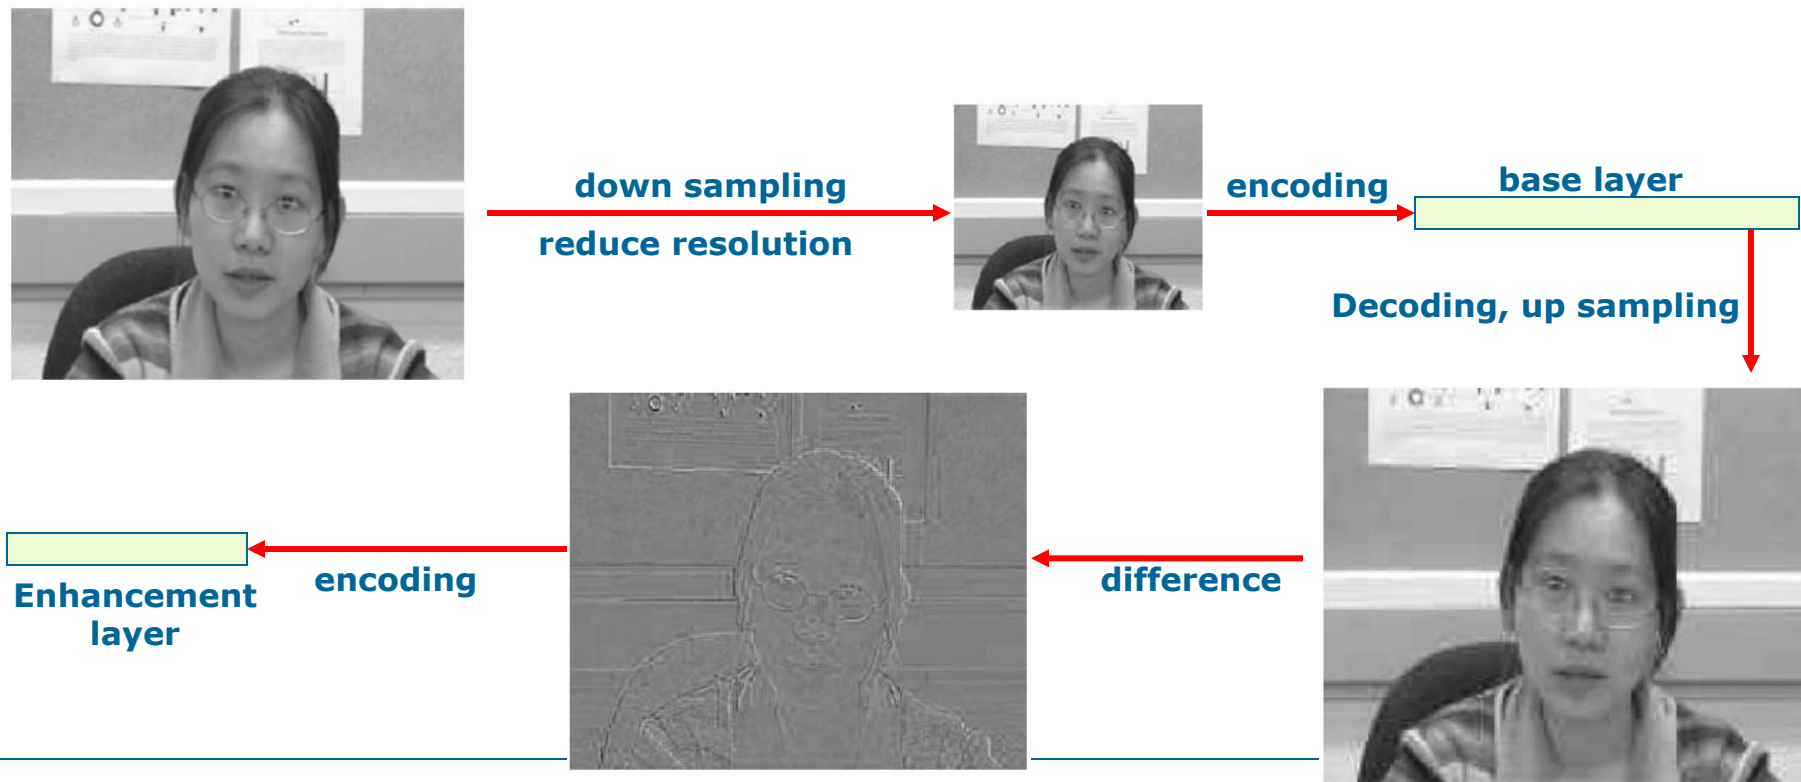 down sampling
reduce resolution
encoding
base layer
Decoding, up sampling
difference
encoding
Enhancement
layer